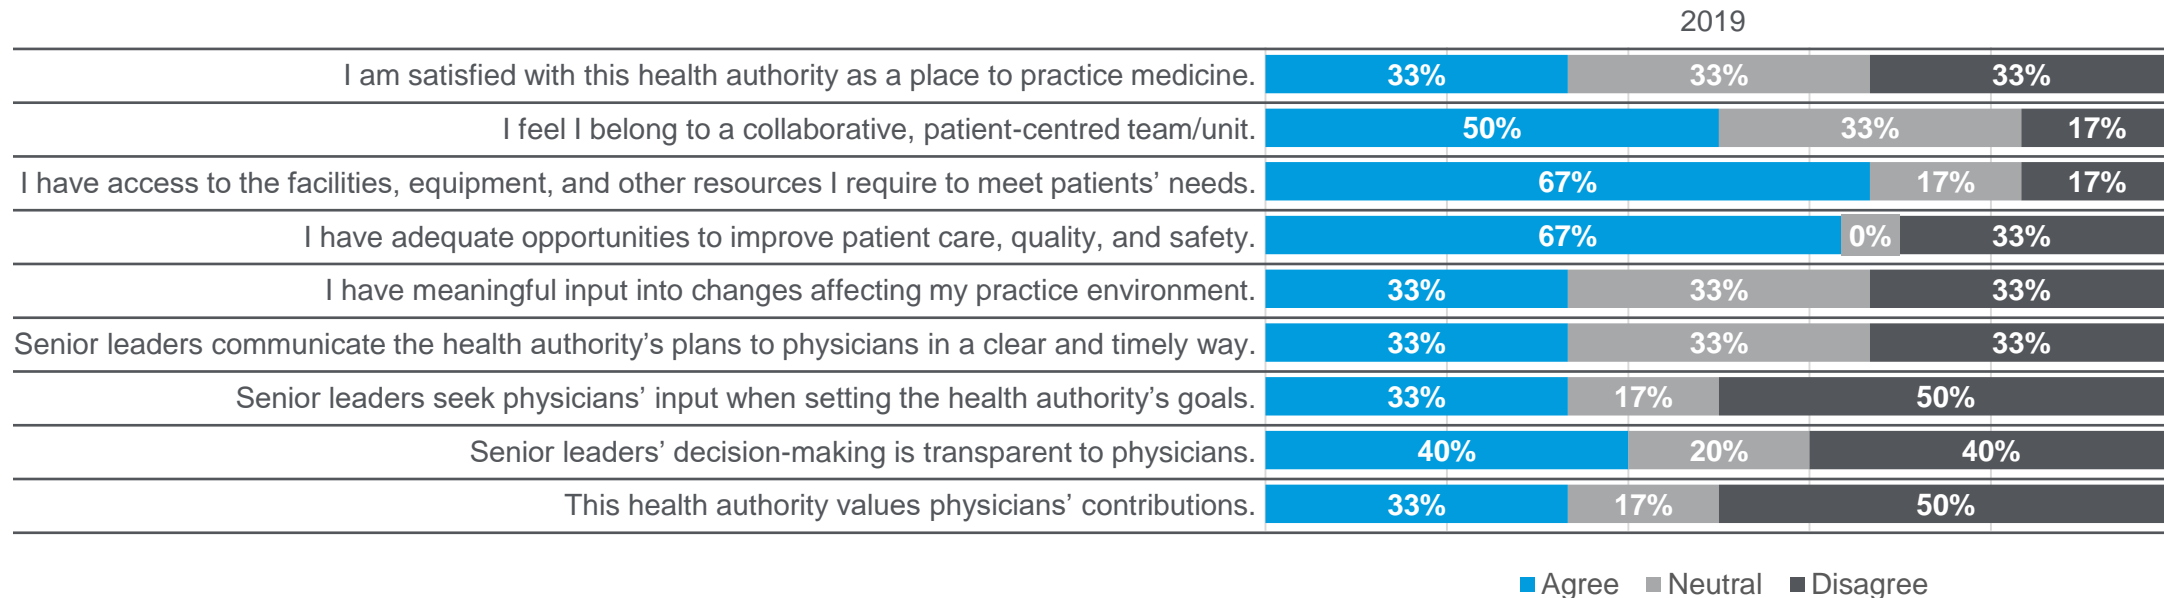 2019
I am satisfied with this health authority as a place to practice medicine. 33% 33% 33%
I feel I belong to a collaborative, patient-centred team/unit. 50% 33% 17%
I have access to the facilities, equipment, and other resources I require to meet patients’ needs. 67% 17% 17%
I have adequate opportunities to improve patient care, quality, and safety. 67% 0% 33%
I have meaningful input into changes affecting my practice environment. 33% 33% 33%
Senior leaders communicate the health authority’s plans to physicians in a clear and timely way. 33% 33% 33%
Senior leaders seek physicians’ input when setting the health authority’s goals. 33% 17% 50%
Senior leaders’ decision-making is transparent to physicians. 40% 20% 40%
This health authority values physicians’ contributions. 33% 17% 50%
Agree Neutral Disagree